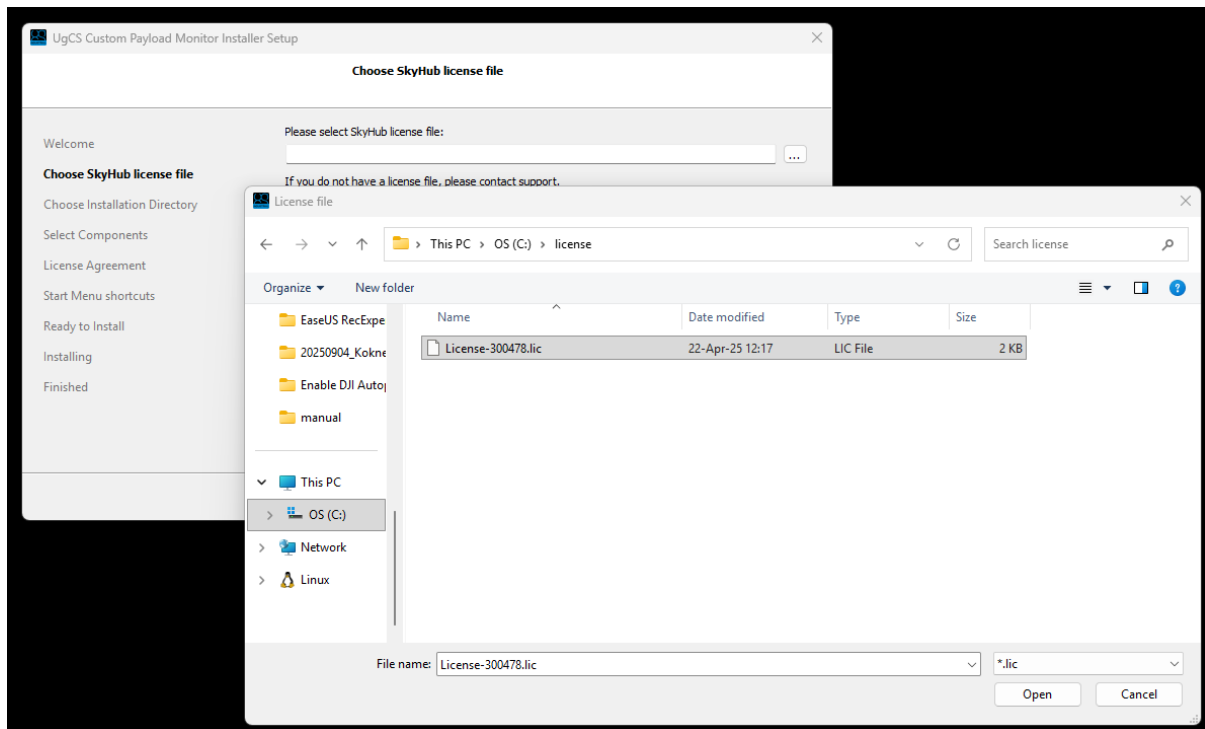 UgCS Custom Payload Monitor Installer Setup
Choose SkyHub license file
Welcome
Choose SkyHub license file
Choose Installation Directory
Select Components
License Agreement
Start Menu shortcuts
Ready to Install
Installing
Finished
Please select SkyHub license file:
...
If you do not have a license file, please contact support.
License file
This PC > OS (C:) > license
Search license
Organize
New folder
EaseUS RecExpe
20250904_Kokne
Enable DJI Autop
manual
This PC
OS (C:)
Network
Linux
Name Date modified Type Size
License-300478.lic 22-Apr-25 12:17 LIC File 2 KB
File name: License-300478.lic
*.lic
Open Cancel